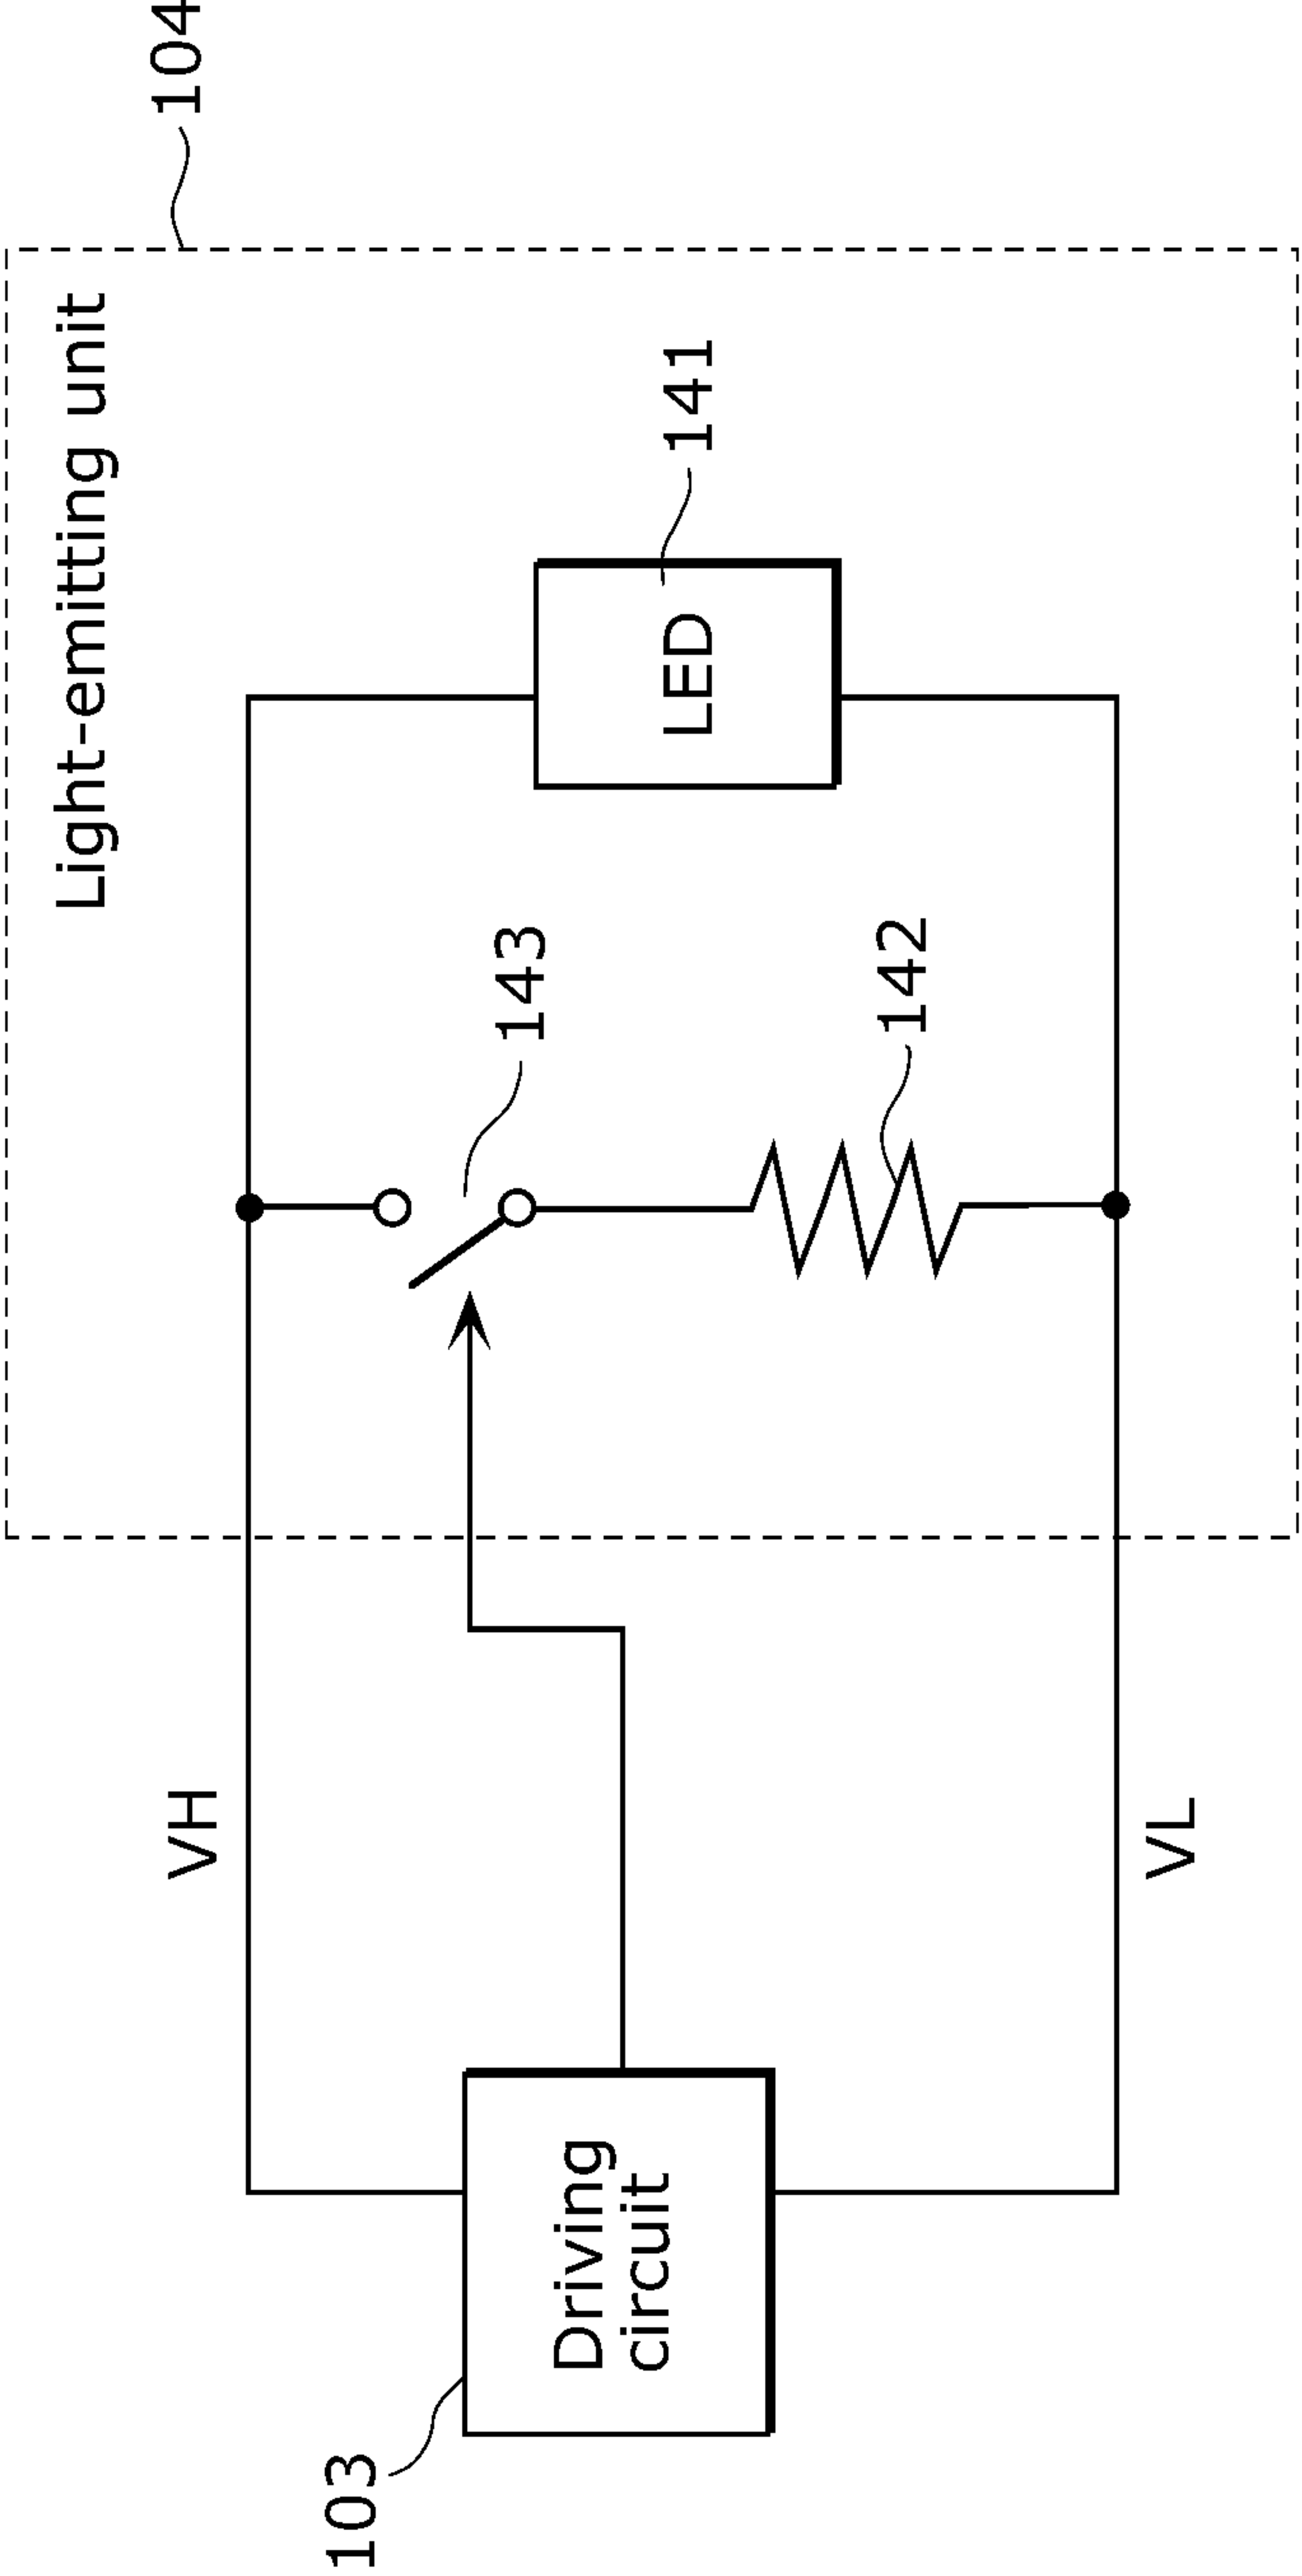 104
Light-emitting unit
VH
143
141
LED
142
103
Driving
circuit
VL